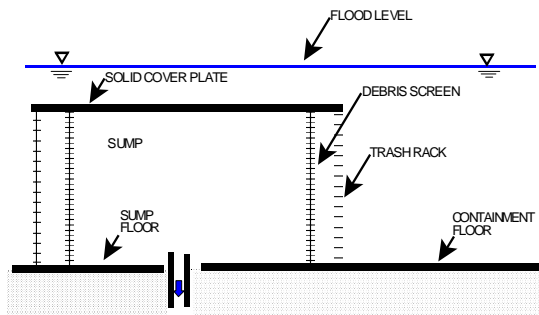 FLOOD LEVEL
SOLID COVER PLATE
DEBRIS SCREEN
SUMP
TRASH RACK
SUMP
FLOOR
CONTAINMENT
FLOOR